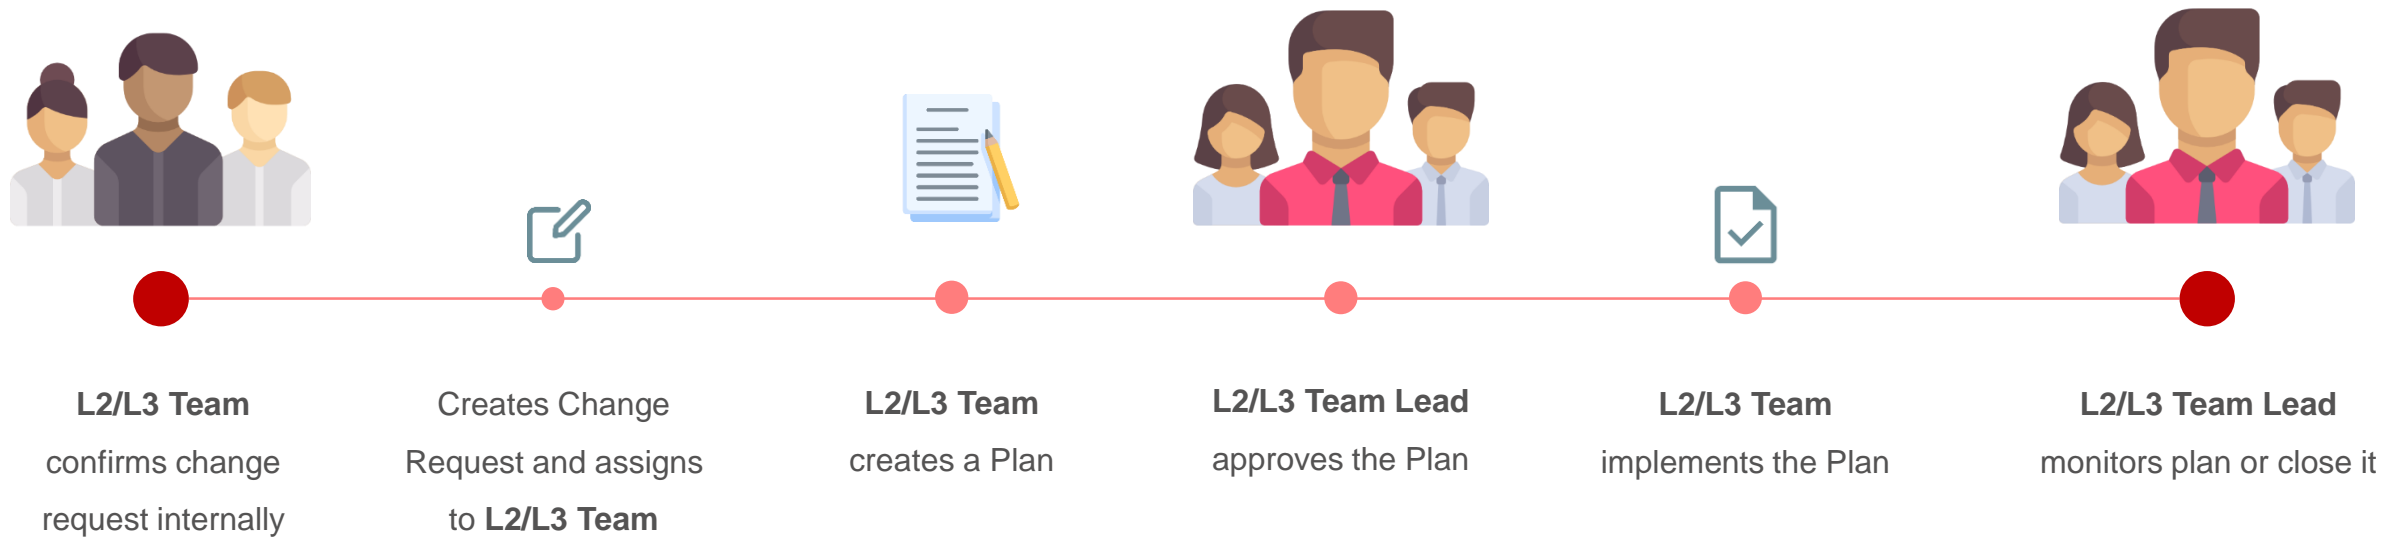 L2/L3 Team
confirms change
request internally
Creates Change
Request and assigns
to L2/L3 Team
L2/L3 Team
creates a Plan
L2/L3 Team Lead
approves the Plan
L2/L3 Team
implements the Plan
L2/L3 Team Lead
monitors plan or close it